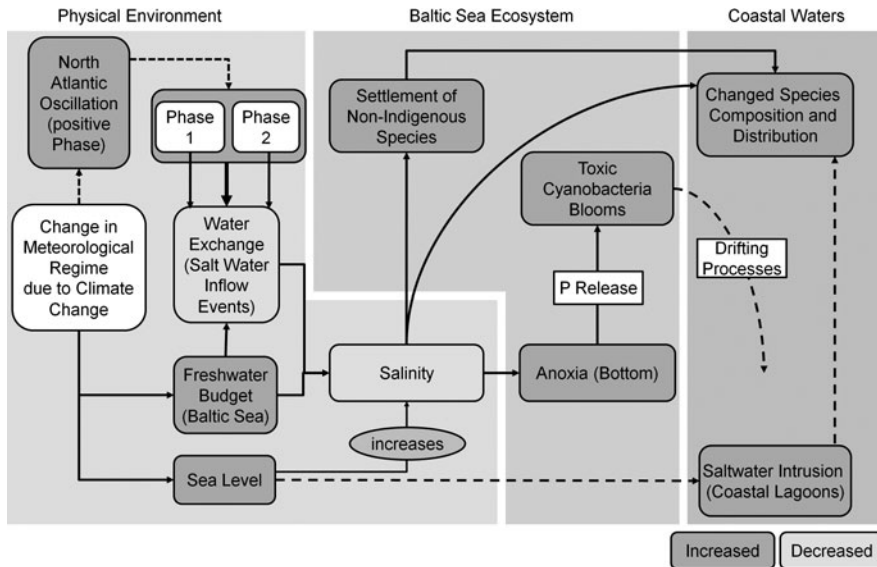 Physical Environment
Baltic Sea Ecosystem
Coastal Waters
North
Atlantic
Oscillation
(positive
Phase)
Phase
1
Phase
2
Settlement of
Non-Indigenous
Species
Changed Species
Composition and
Distribution
Toxic
Cyanobacteria
Blooms
Change in
Meteorological
Regime
due to Climate
Change
Water
Exchange
(Salt Water
Inflow
Events)
Drifting
Processes
P Release
Freshwater
Budget
(Baltic Sea)
Salinity
Anoxia (Bottom)
increases
Sea Level
Saltwater Intrusion
(Coastal Lagoons)
Increased
Decreased